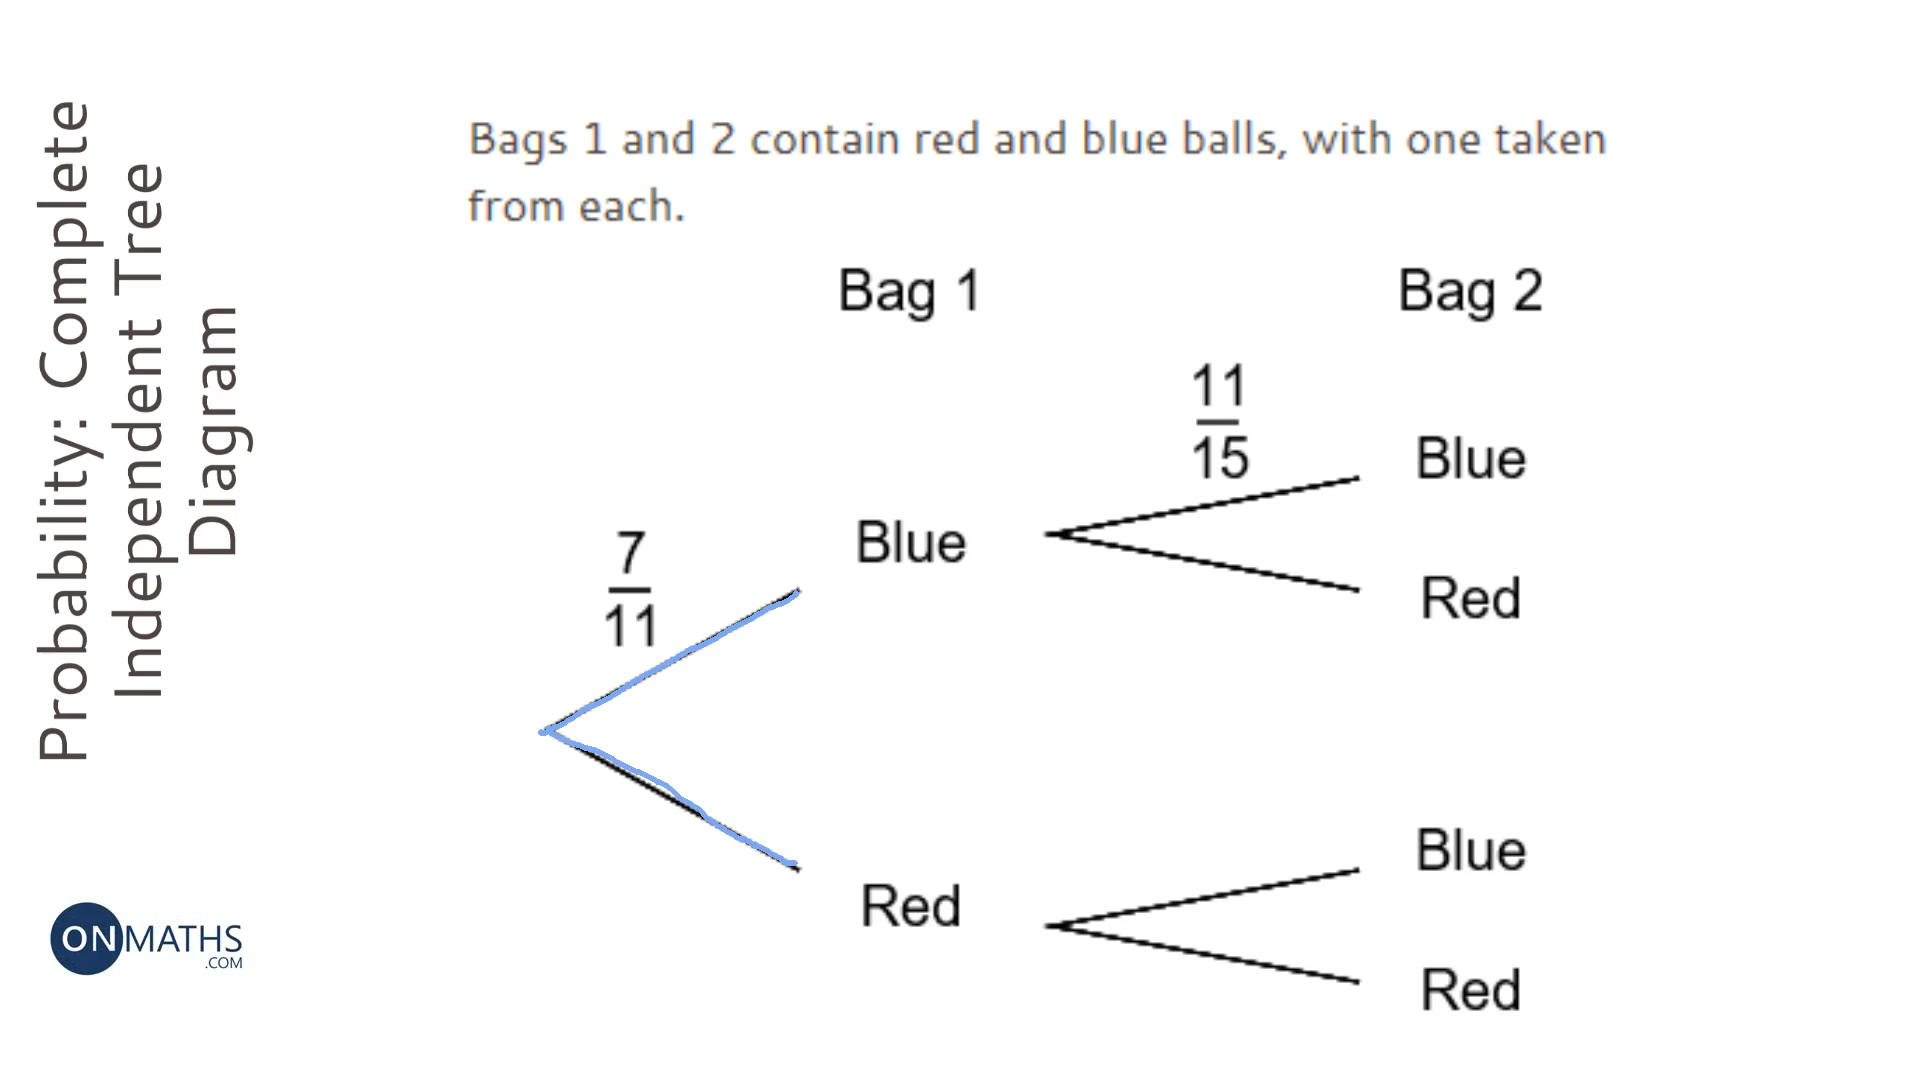 Probability: Complete
Independent Tree
Diagram
Bags 1 and 2 contain red and blue balls, with one taken
from each.
Bag 1
Bag 2
11
15
Blue
7
11
Blue
Red
Blue
Red
Red
ONMATHS
.COM